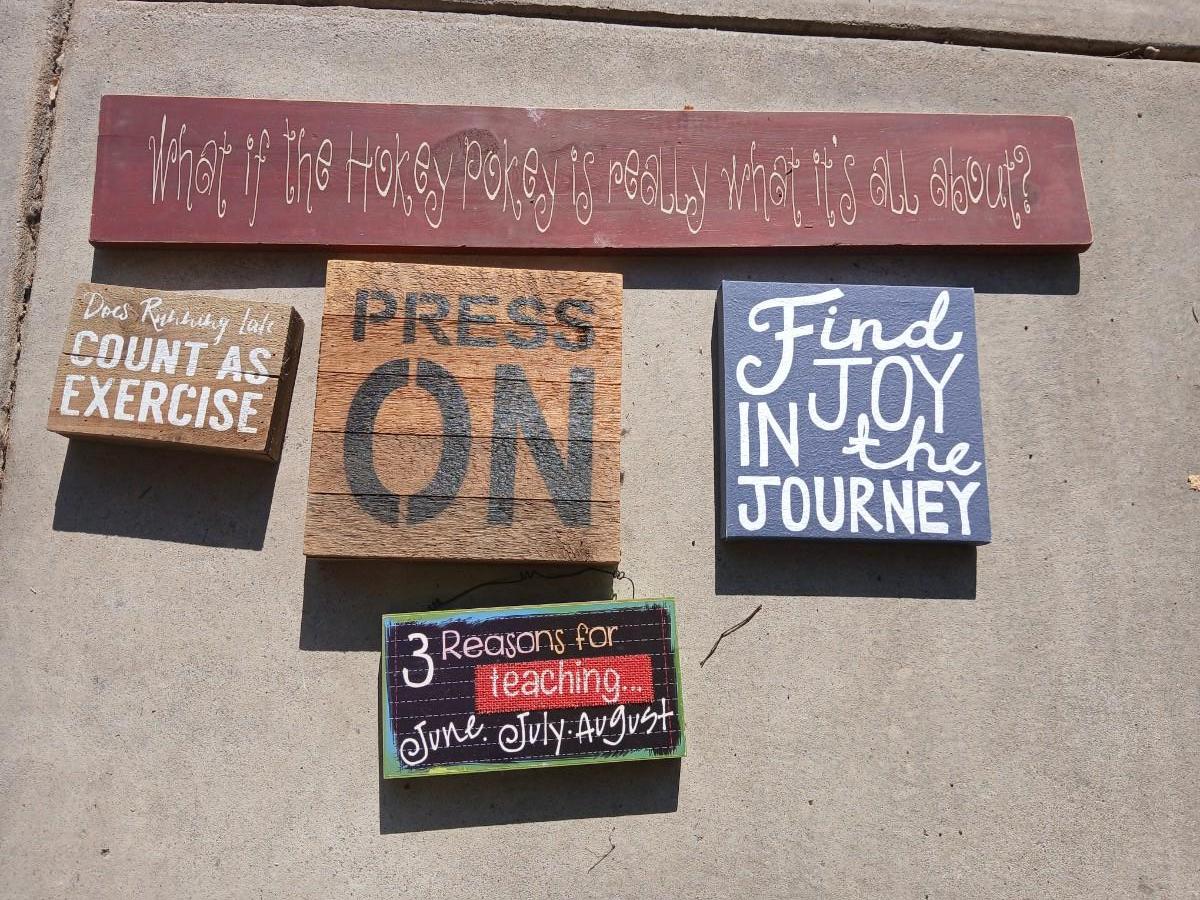 What if the Hokey Pokey is really what it's all about?
Does Running Late
COUNT AS
EXERCISE
PRESS
ON
Find
JOY
IN the
JOURNEY
3 Reasons for
teaching...
June. July. August